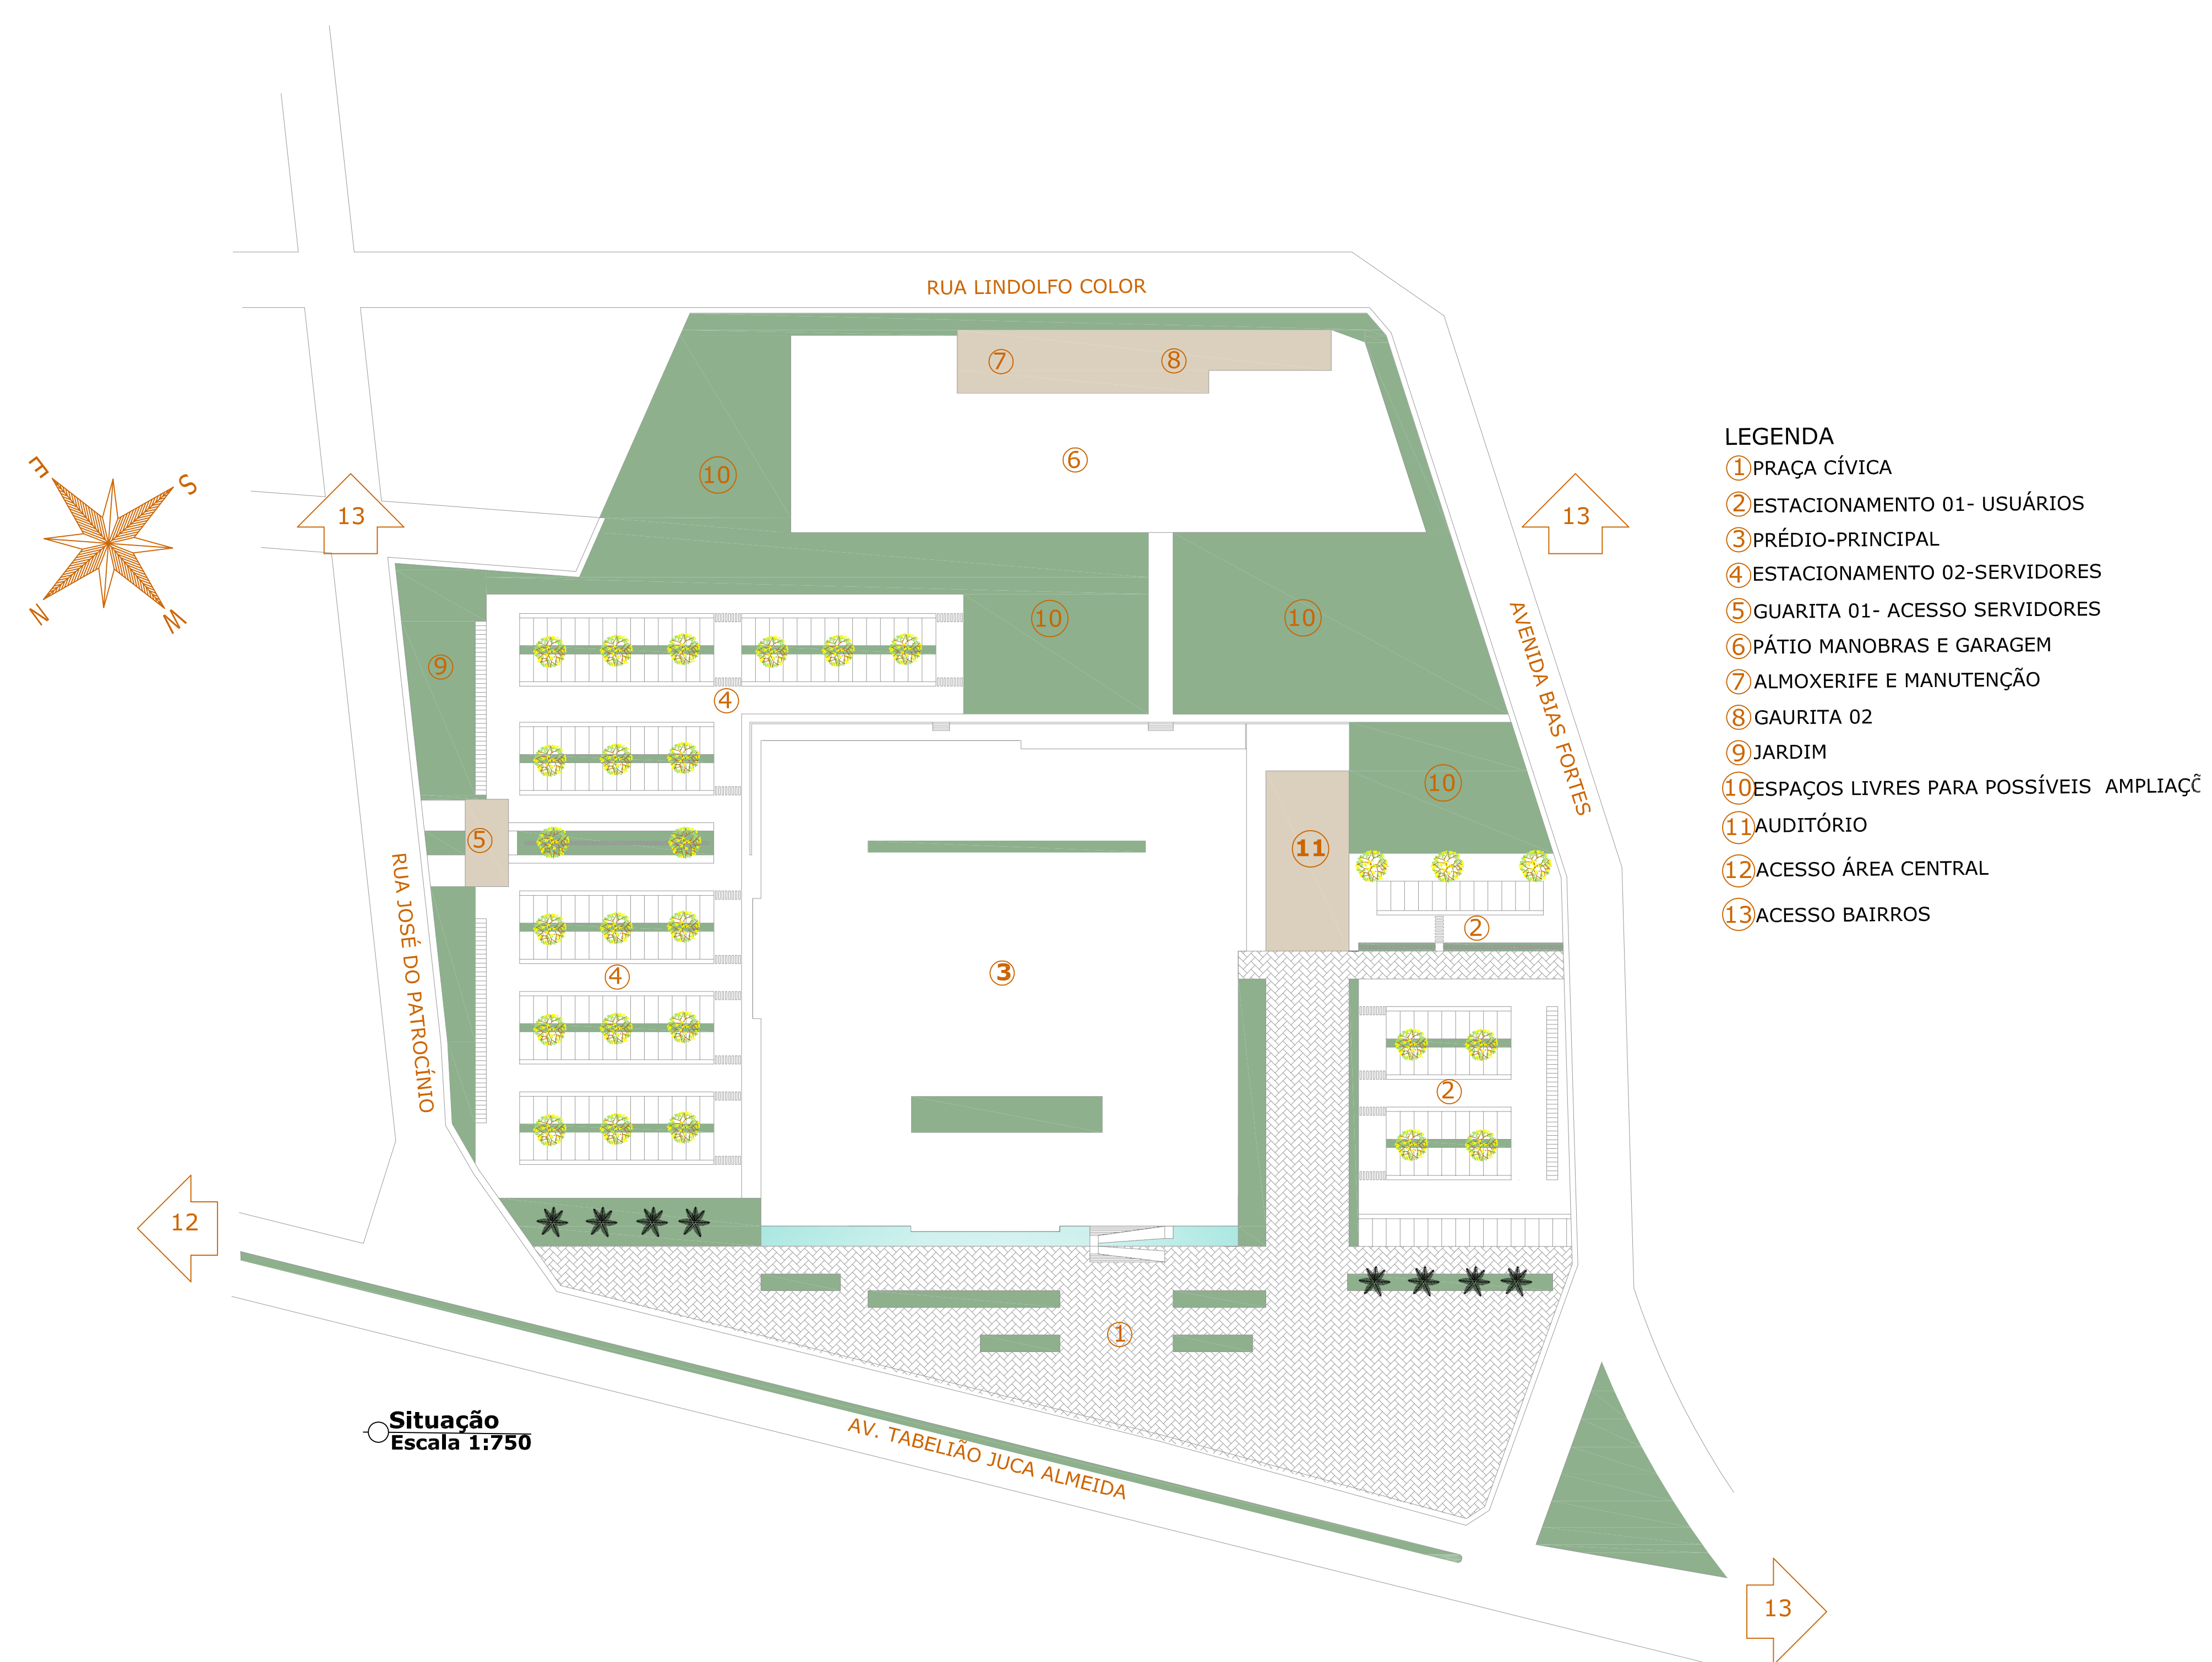 RUA LINDOLFO COLOR
7
8
6
10
13
13
E
S
N
W
10
10
9
4
AVENIDA BIAS FORTES
10
5
11
RUA JOSÉ DO PATROCÍNIO
2
4
3
2
12
1
Situação
Escala 1:750
AV. TABELIÃO JUCA ALMEIDA
13
LEGENDA
1 PRAÇA CÍVICA
2 ESTACIONAMENTO 01- USUÁRIOS
3 PRÉDIO-PRINCIPAL
4 ESTACIONAMENTO 02-SERVIDORES
5 GUARITA 01- ACESSO SERVIDORES
6 PÁTIO MANOBRAS E GARAGEM
7 ALMOXERIFE E MANUTENÇÃO
8 GAURITA 02
9 JARDIM
10 ESPAÇOS LIVRES PARA POSSÍVEIS AMPLIAÇÕ
11 AUDITÓRIO
12 ACESSO ÁREA CENTRAL
13 ACESSO BAIRROS